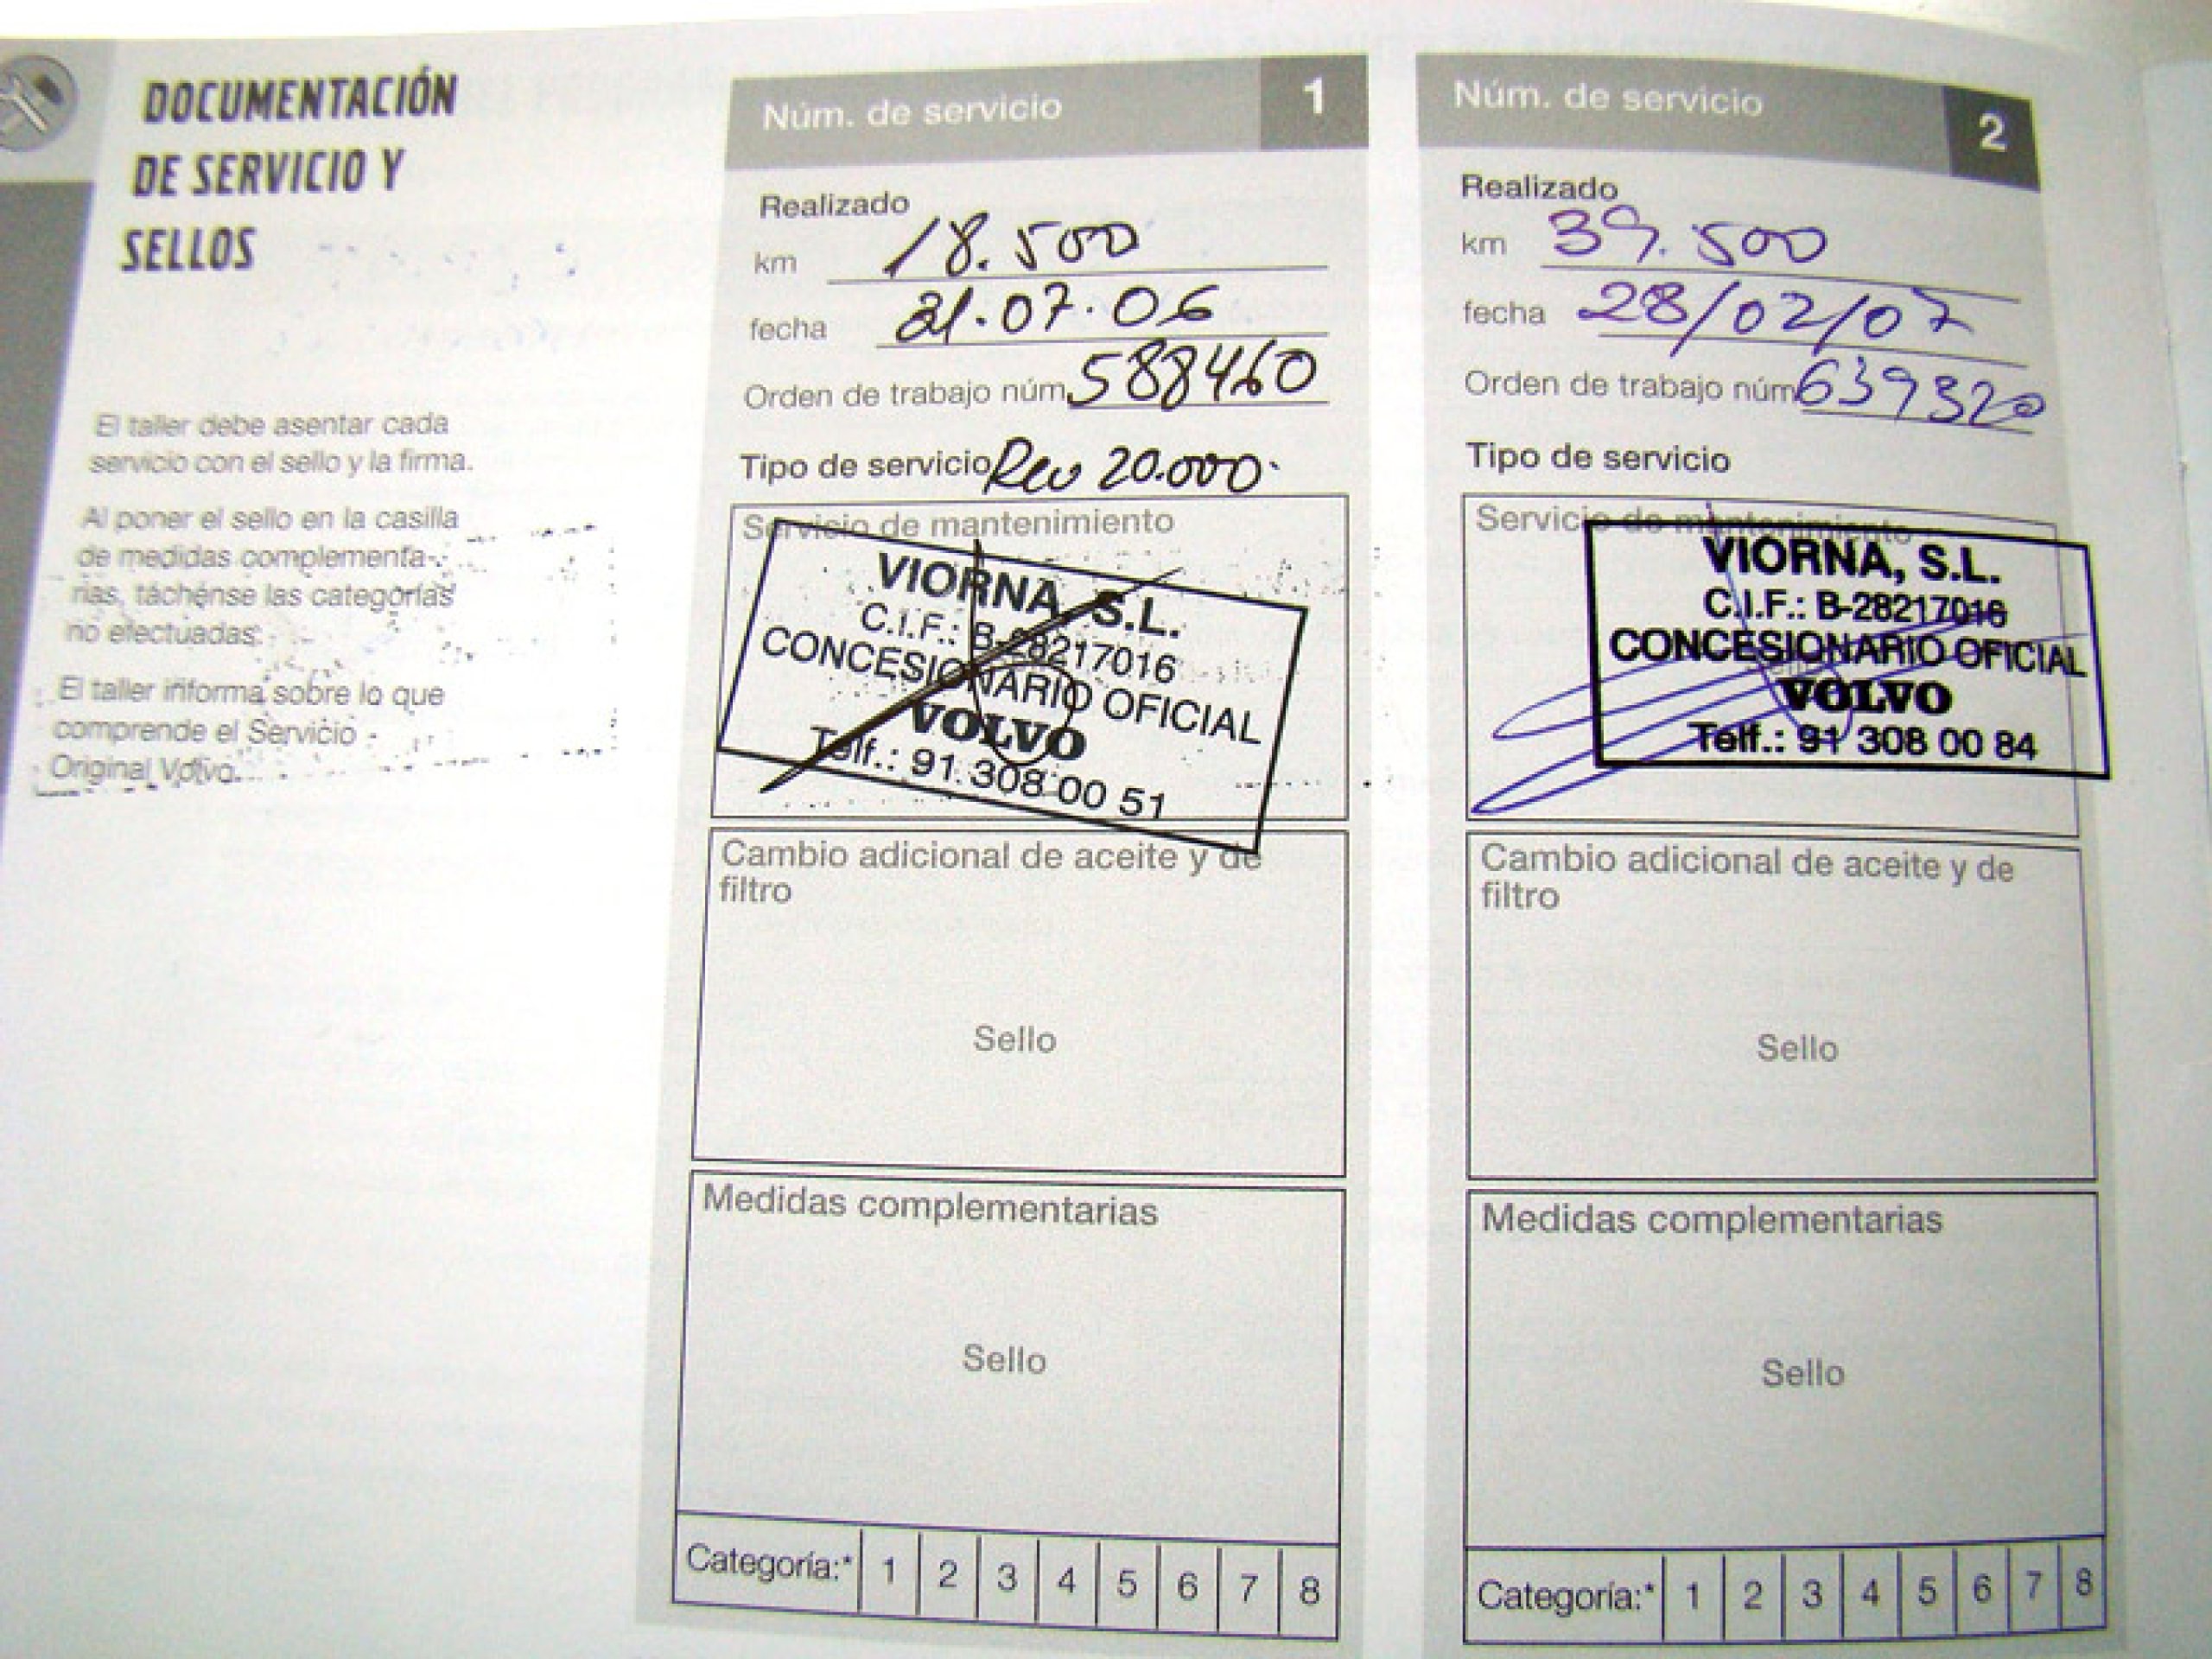 DOCUMENTACIÓN
DE SERVICIO Y
SELLOS
El taller debe asentar cada
servicio con el sello y la firma.
Al poner el sello en la casilla
de medidas complementa-
rias, táchense las categorías
no efectuadas.
El taller informa sobre lo que
comprende el Servicio
Original Volvo.
Núm. de servicio 1
Realizado
km 18.500
fecha 21.07.06
Orden de trabajo núm. 588460
Tipo de servicio Rev 20.000.
Servicio de mantenimiento
VIORNA, S.L.
C.I.F.: B-28217016
CONCESIONARIO OFICIAL
VOLVO
Telf.: 91 308 00 51
Cambio adicional de aceite y de
filtro
Sello
Medidas complementarias
Sello
Categoría:* 1 2 3 4 5 6 7 8
Núm. de servicio 2
Realizado
km 39.500
fecha 28/02/07
Orden de trabajo núm 639320
Tipo de servicio
Servicio de mantenimiento
VIORNA, S.L.
C.I.F.: B-28217016
CONCESIONARIO OFICIAL
VOLVO
Telf.: 91 308 00 84
Cambio adicional de aceite y de
filtro
Sello
Medidas complementarias
Sello
Categoría:* 1 2 3 4 5 6 7 8